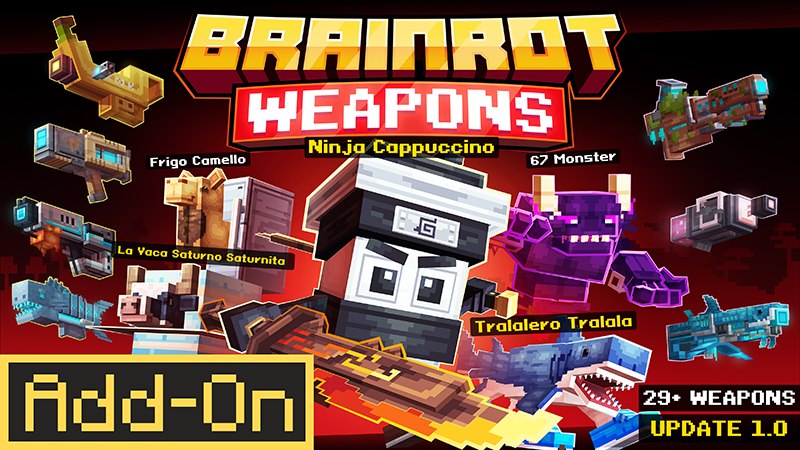 BRAINROT
WEAPONS
Ninja Cappuccino
Frigo Camello
67 Monster
La Vaca Saturno Saturnita
Tralalero Tralala
Add-On
29+ WEAPONS
UPDATE 1.0